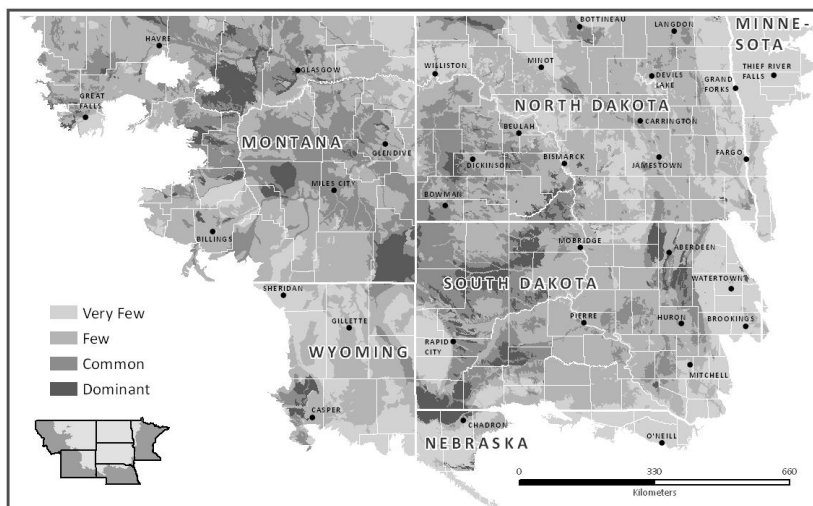 BOTTINEAU
LANGDON
MINNE-
SOTA
HAVRE
GLASGOW
WILLISTON
MINOT
DEVILS
LAKE
THIEF RIVER
FALLS
GRAND
FORKS
GREAT
FALLS
NORTH DAKOTA
MONTANA
GLENDIVE
BEULAH
CARRINGTON
DICKINSON
BISMARCK
JAMESTOWN
FARGO
MILES CITY
BOWMAN
BILLINGS
MOBRIDGE
ABERDEEN
SOUTH DAKOTA
WATERTOWN
SHERIDAN
Very Few
Few
Common
Dominant
GILLETTE
WYOMING
RAPID
CITY
PIERRE
HURON
BROOKINGS
MITCHELL
CASPER
CHADRON
NEBRASKA
O'NEILL
0 330 660
Kilometers